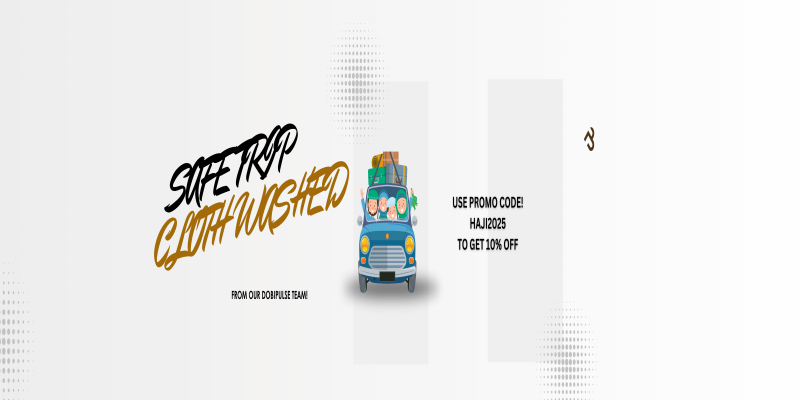 SAFE TRIP
CLOTH WASHED
FROM OUR DOBIPULSE TEAM!
USE PROMO CODE!
HAJI2025
TO GET 10% OFF